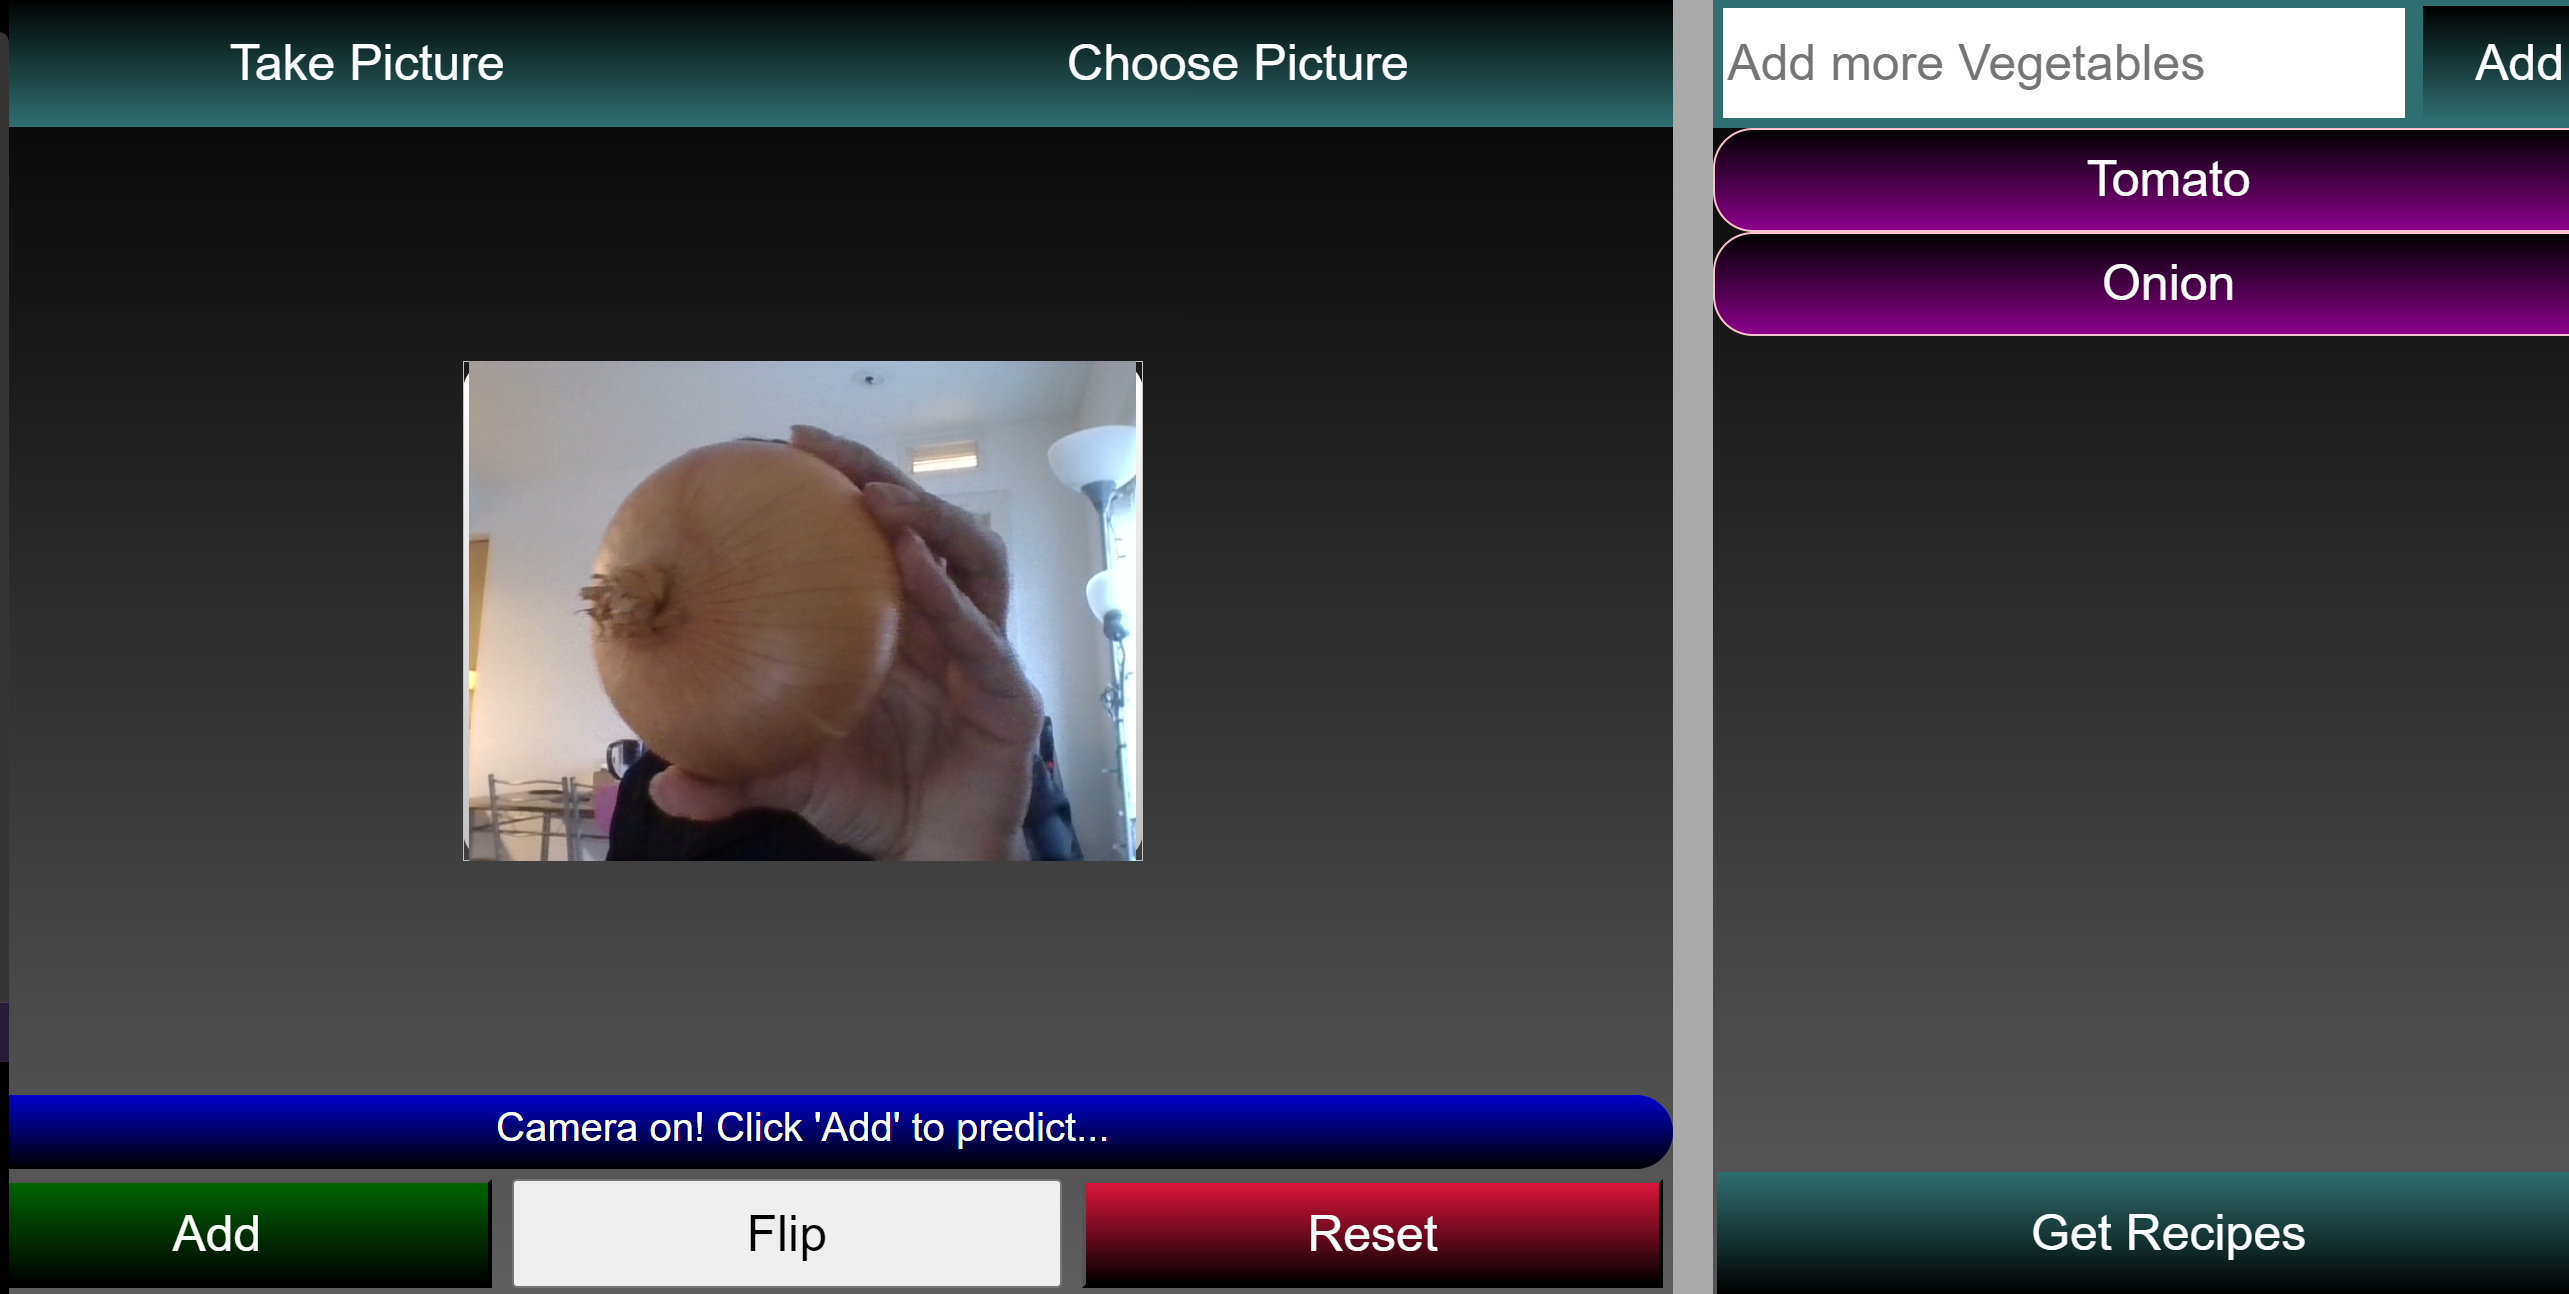 Take Picture
Choose Picture
Add more Vegetables
Add
Tomato
Onion
Camera on! Click 'Add' to predict...
Add
Flip
Reset
Get Recipes